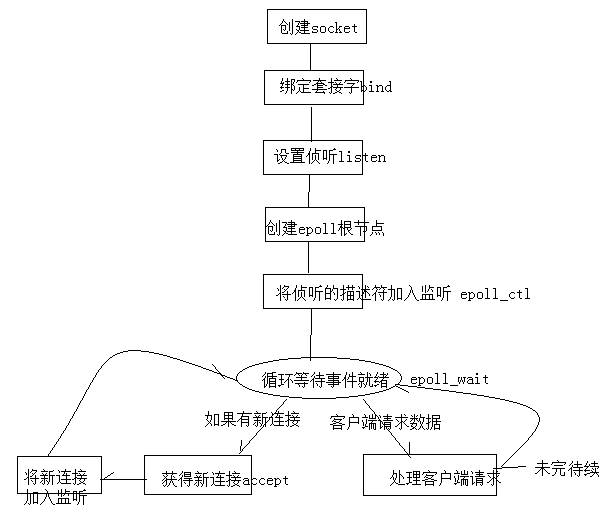 创建socket
绑定套接字bind
设置侦听listen
创建epoll根节点
将侦听的描述符加入监听 epoll_ctl
循环等待事件就绪 epoll_wait
如果有新连接
客户端请求数据
将新连接
加入监听
获得新连接accept
处理客户端请求
未完待续